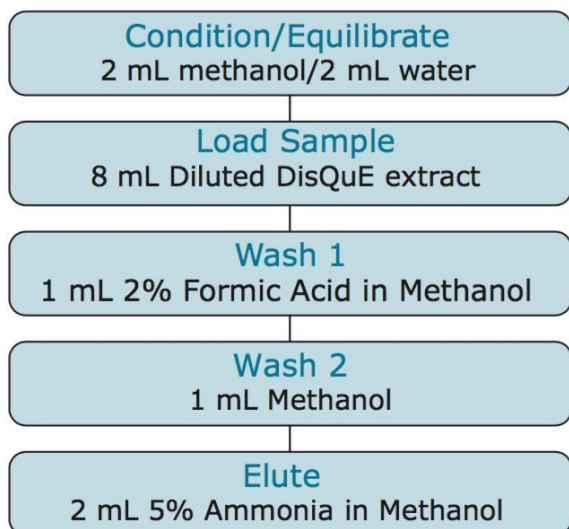 Condition/Equilibrate
2 mL methanol/2 mL water
Load Sample
8 mL Diluted DisQuE extract
Wash 1
1 mL 2% Formic Acid in Methanol
Wash 2
1 mL Methanol
Elute
2 mL 5% Ammonia in Methanol